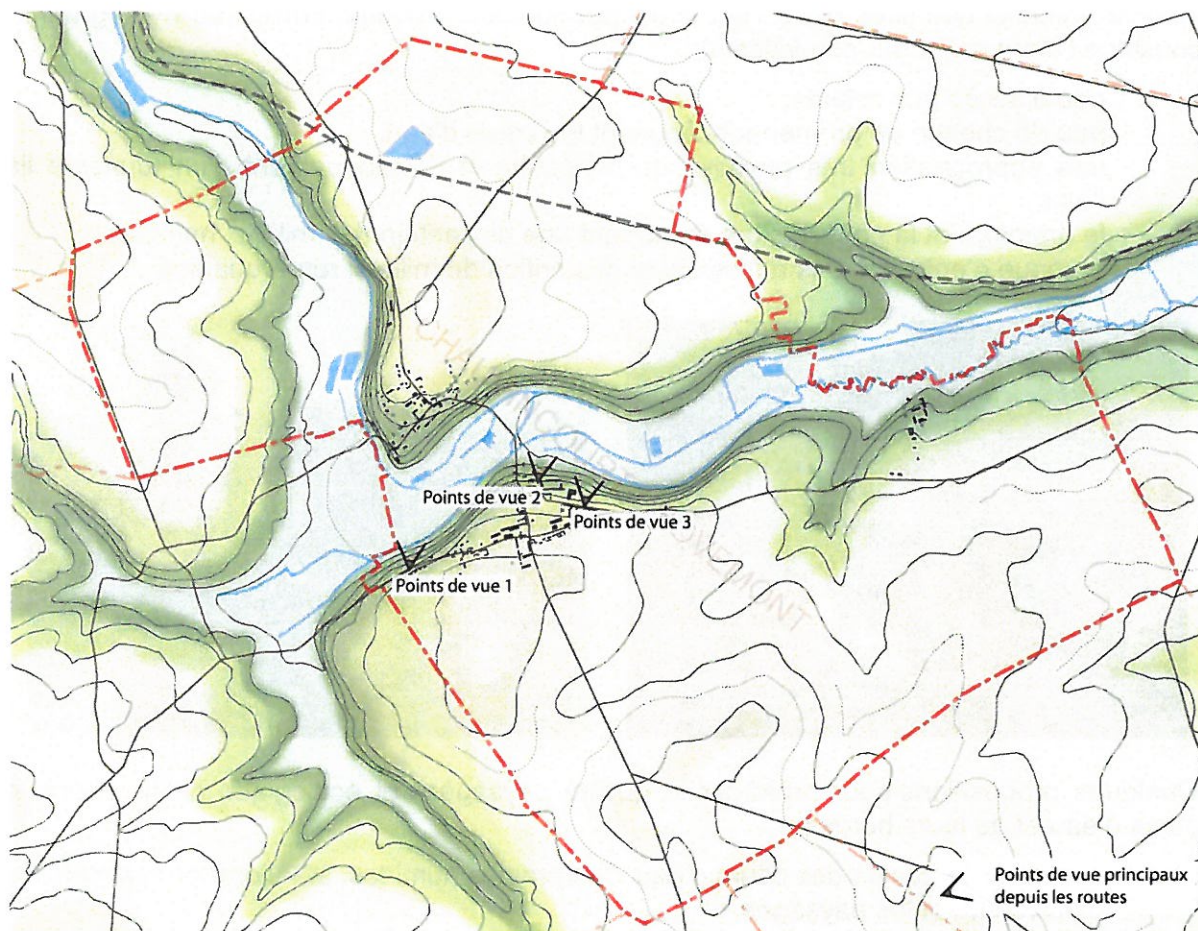 Points de vue 2
Points de vue 3
Points de vue 1
Points de vue principaux
depuis les routes